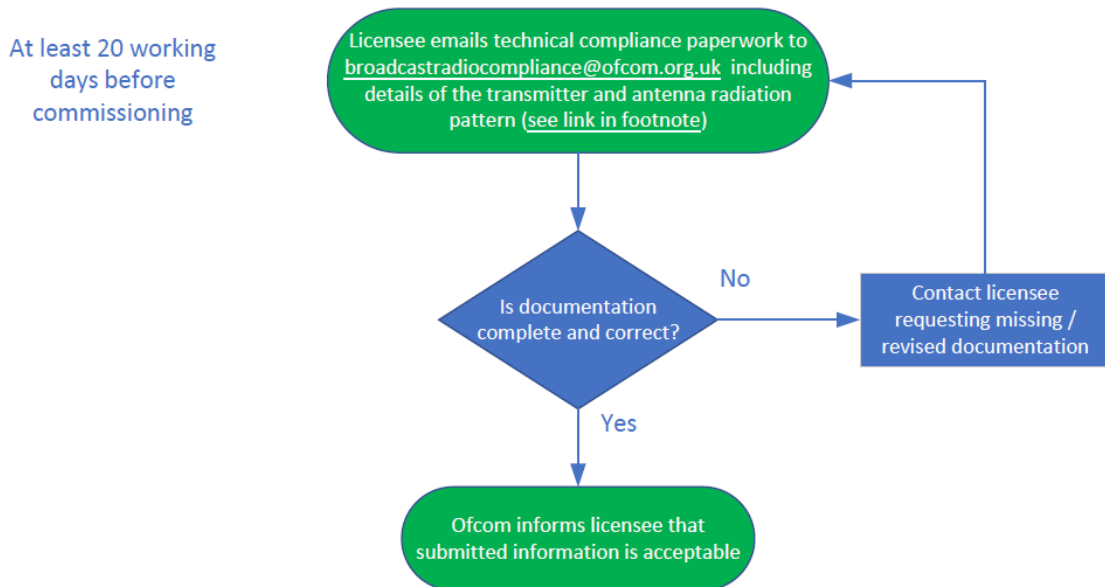 At least 20 working
days before
commissioning
Licensee emails technical compliance paperwork to
broadcastradiocompliance@ofcom.org.uk including
details of the transmitter and antenna radiation
pattern (see link in footnote)
Is documentation
complete and correct?
No
Contact licensee
requesting missing /
revised documentation
Yes
Ofcom informs licensee that
submitted information is acceptable